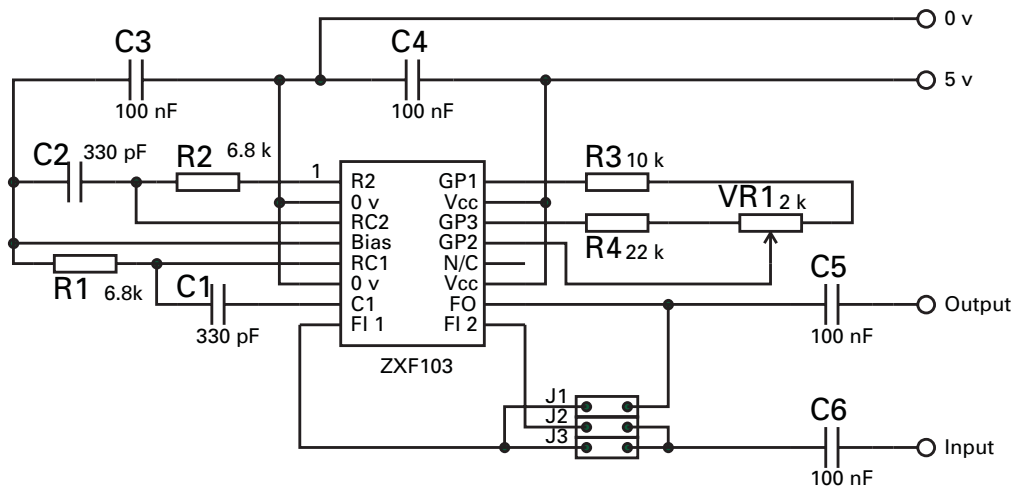 0 v
C3
C4
5 v
100 nF
100 nF
C2 330 pF
R2 6.8 k
1
R3 10 k
VR1 2 k
R2
0 v
RC2
Bias
RC1
0 v
C1
FI 1
GP1
Vcc
GP3
GP2
N/C
Vcc
FO
FI 2
R4 22 k
R1 6.8k
C1
330 pF
C5
Output
100 nF
ZXF103
J1
J2
J3
C6
Input
100 nF